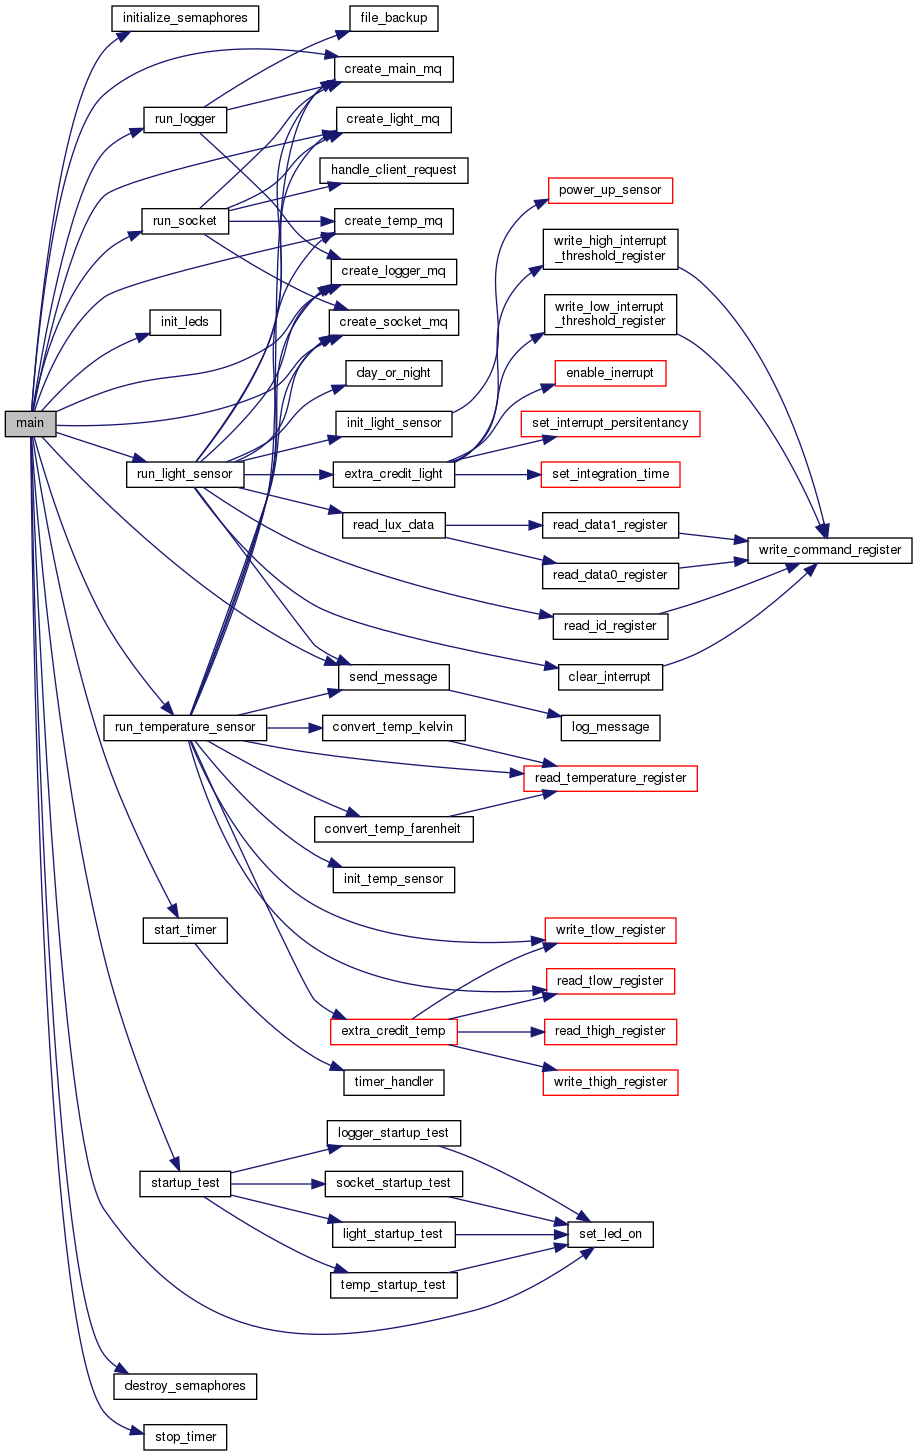 initialize_semaphores
file_backup
create_main_mq
run_logger
create_light_mq
handle_client_request
power_up_sensor
run_socket
create_temp_mq
write_high_interrupt
_threshold_register
create_logger_mq
init_leds
create_socket_mq
write_low_interrupt
_threshold_register
day_or_night
enable_inerrupt
main
init_light_sensor
set_interrupt_persitentancy
run_light_sensor
extra_credit_light
set_integration_time
read_lux_data
read_data1_register
write_command_register
read_data0_register
read_id_register
send_message
clear_interrupt
run_temperature_sensor
convert_temp_kelvin
log_message
read_temperature_register
convert_temp_farenheit
init_temp_sensor
start_timer
write_tlow_register
read_tlow_register
extra_credit_temp
read_thigh_register
timer_handler
write_thigh_register
logger_startup_test
startup_test
socket_startup_test
light_startup_test
set_led_on
temp_startup_test
destroy_semaphores
stop_timer